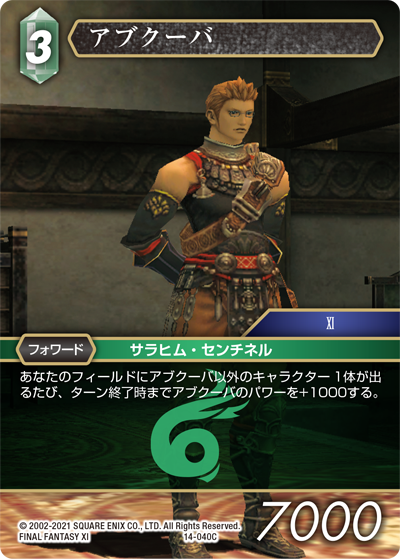 3
アブクーバ
XI
フォワード
サラヒム・センチネル
あなたのフィールドにアブクーバ以外のキャラクター1体が出
るたび、ターン終了時までアブクーバのパワーを+1000する。
© 2002-2021 SQUARE ENIX CO., LTD. All Rights Reserved.
FINAL FANTASY XI
14-040C
7000